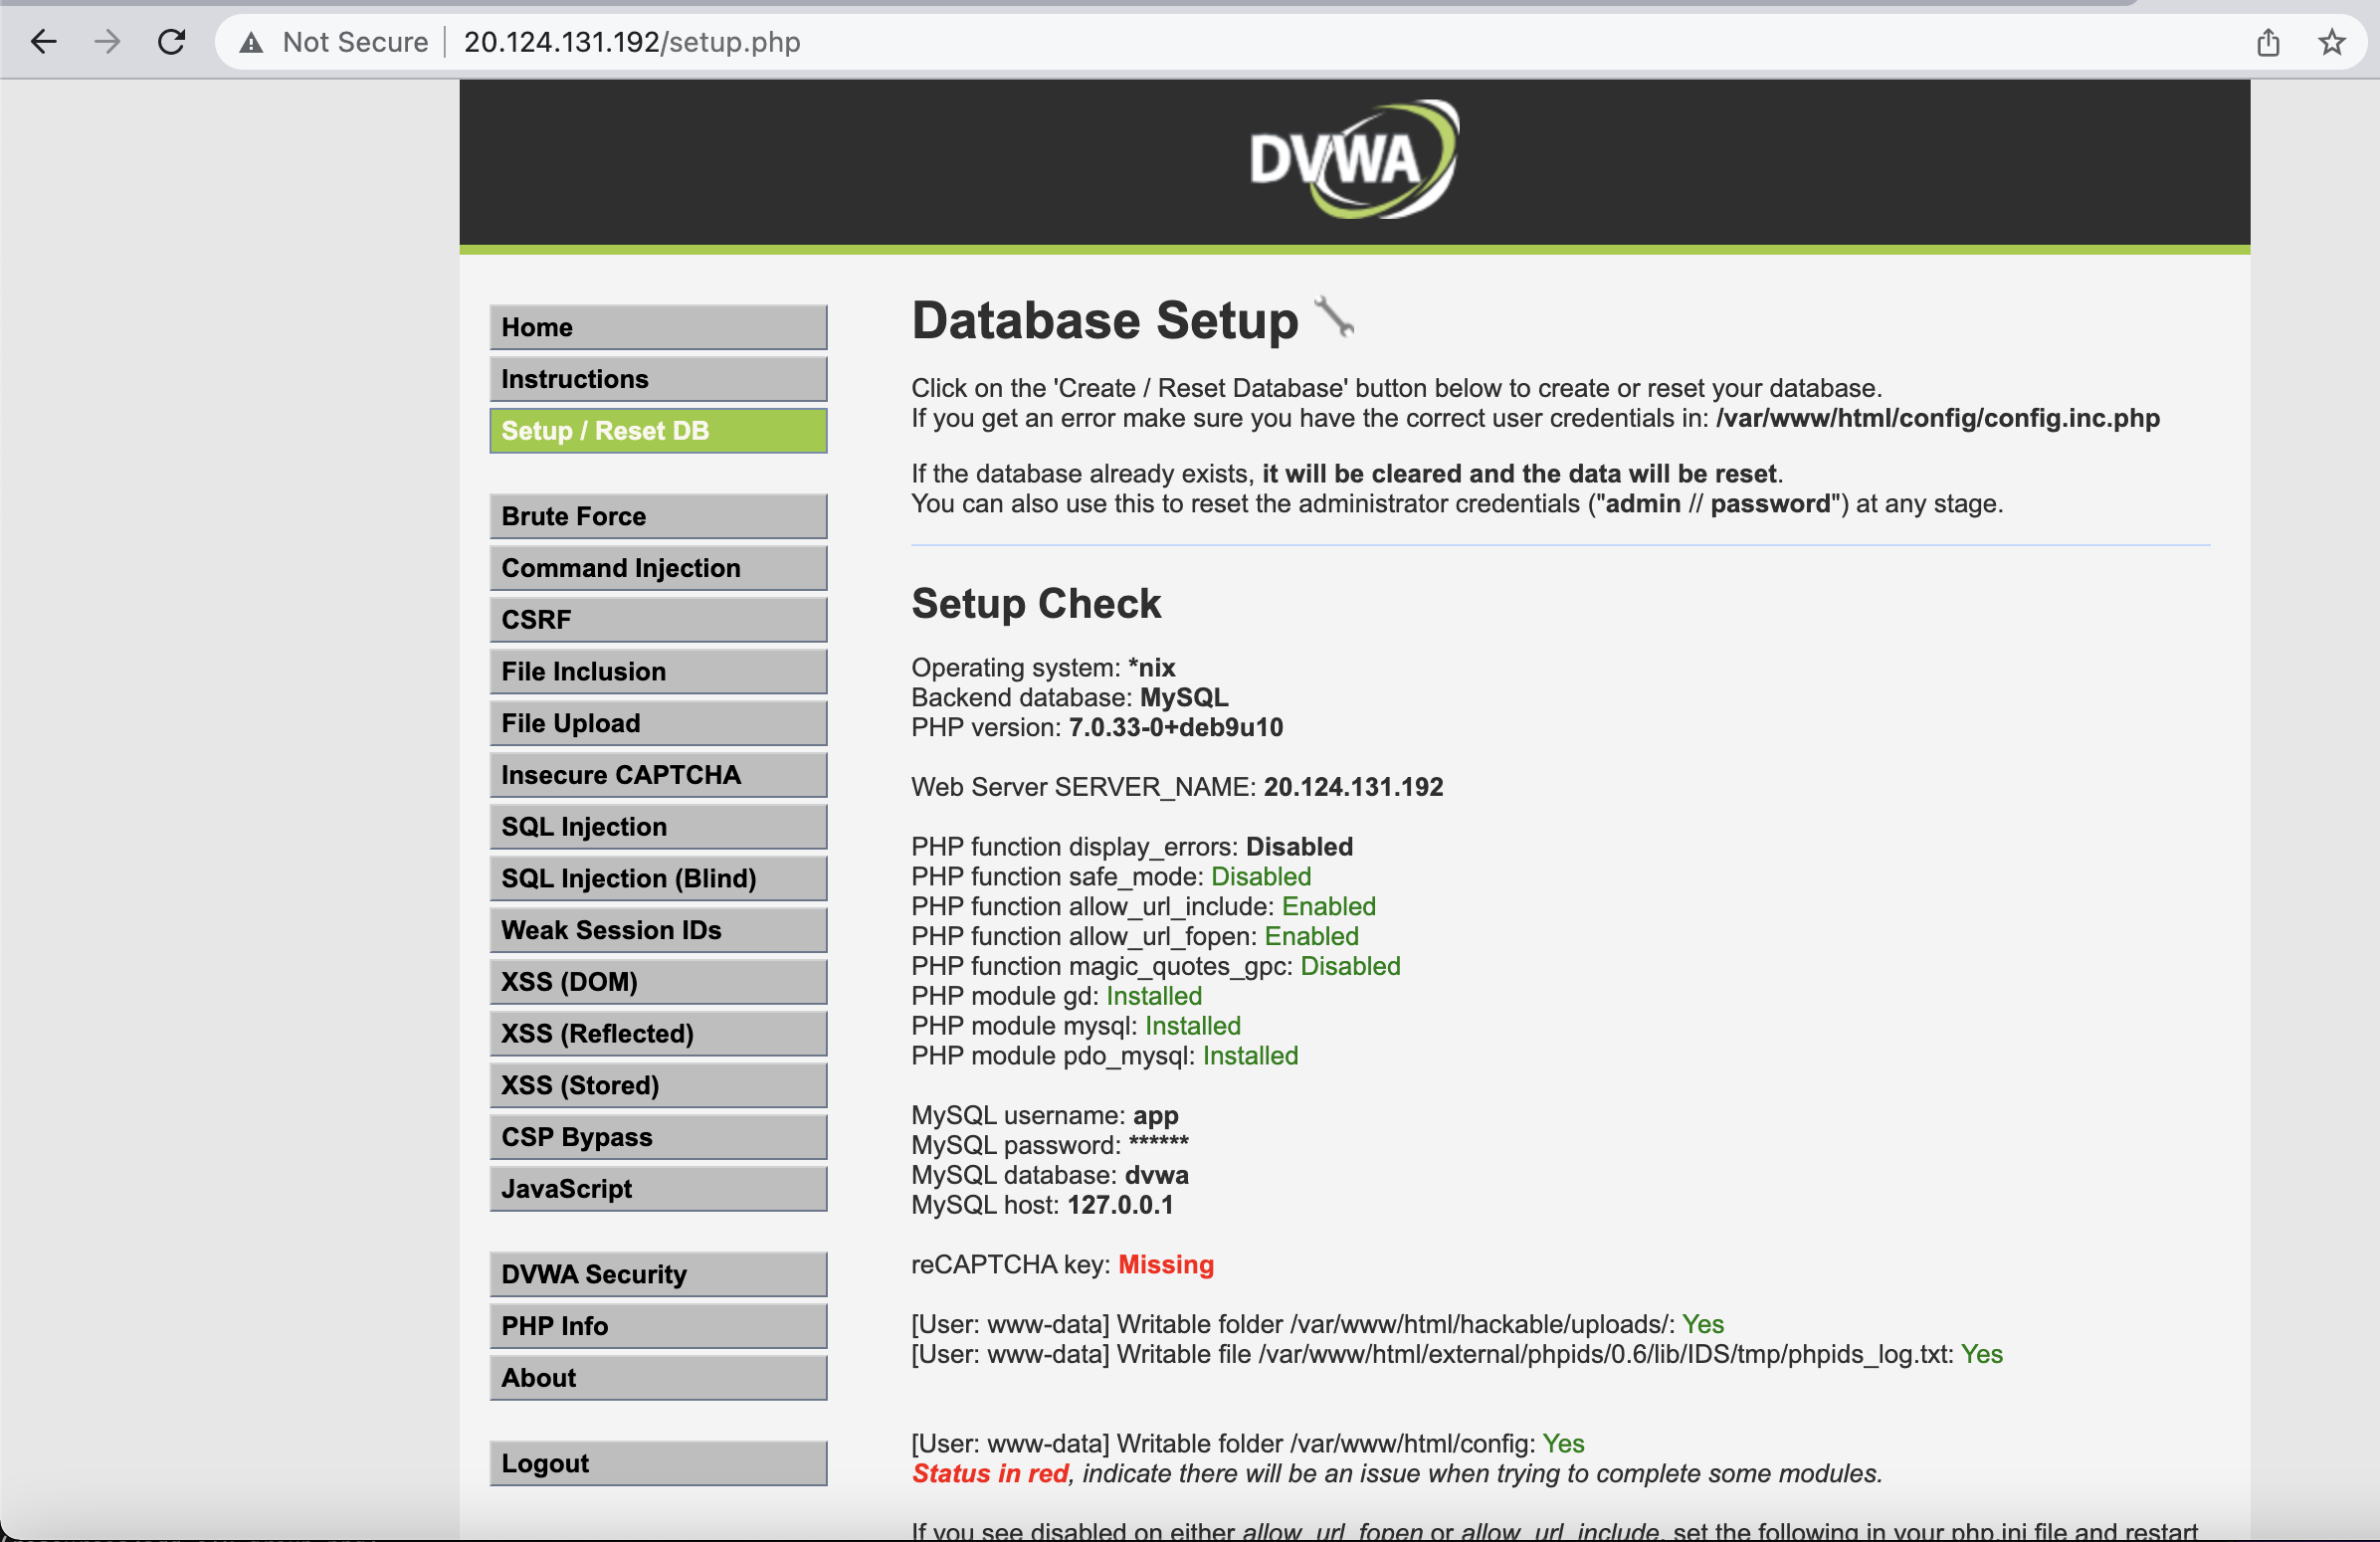 Not Secure 20.124.131.192/setup.php
DVWA
Home
Instructions
Setup / Reset DB
Brute Force
Command Injection
CSRF
File Inclusion
File Upload
Insecure CAPTCHA
SQL Injection
SQL Injection (Blind)
Weak Session IDs
XSS (DOM)
XSS (Reflected)
XSS (Stored)
CSP Bypass
JavaScript
DVWA Security
PHP Info
About
Logout
Database Setup
Click on the 'Create / Reset Database' button below to create or reset your database.
If you get an error make sure you have the correct user credentials in: /var/www/html/config/config.inc.php
If the database already exists, it will be cleared and the data will be reset.
You can also use this to reset the administrator credentials ("admin // password") at any stage.
Setup Check
Operating system: *nix
Backend database: MySQL
PHP version: 7.0.33-0+deb9u10
Web Server SERVER_NAME: 20.124.131.192
PHP function display_errors: Disabled
PHP function safe_mode: Disabled
PHP function allow_url_include: Enabled
PHP function allow_url_fopen: Enabled
PHP function magic_quotes_gpc: Disabled
PHP module gd: Installed
PHP module mysql: Installed
PHP module pdo_mysql: Installed
MySQL username: app
MySQL password: ******
MySQL database: dvwa
MySQL host: 127.0.0.1
reCAPTCHA key: Missing
[User: www-data] Writable folder /var/www/html/hackable/uploads/: Yes
[User: www-data] Writable file /var/www/html/external/phpids/0.6/lib/IDS/tmp/phpids_log.txt: Yes
[User: www-data] Writable folder /var/www/html/config: Yes
Status in red, indicate there will be an issue when trying to complete some modules.
If you see disabled on either allow_url_fopen or allow_url_include, set the following in your php.ini file and restart